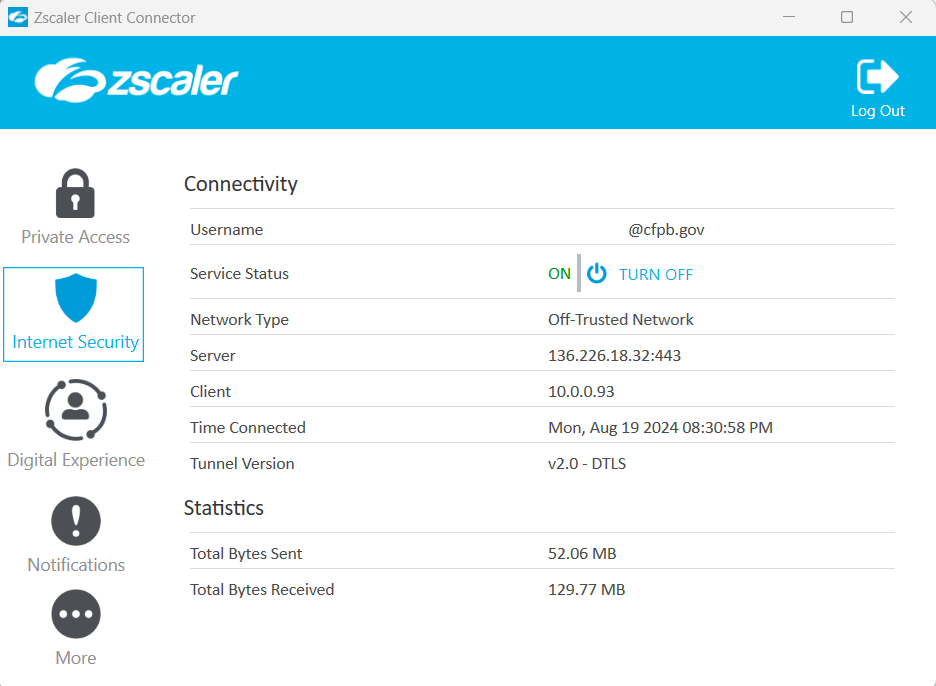 Zscaler Client Connector
zscaler
Log Out
Private Access
Internet Security
Digital Experience
Notifications
More
Connectivity
Username @cfpb.gov
Service Status ON TURN OFF
Network Type Off-Trusted Network
Server 136.226.18.32:443
Client 10.0.0.93
Time Connected Mon, Aug 19 2024 08:30:58 PM
Tunnel Version v2.0 - DTLS
Statistics
Total Bytes Sent 52.06 MB
Total Bytes Received 129.77 MB